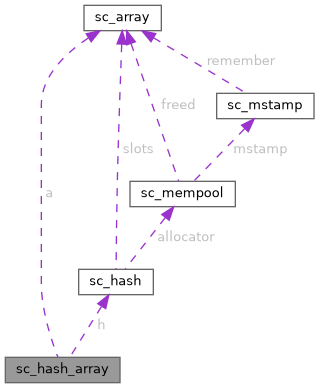 sc_array
remember
sc_mstamp
freed
slots
mstamp
sc_mempool
a
allocator
sc_hash
h
sc_hash_array